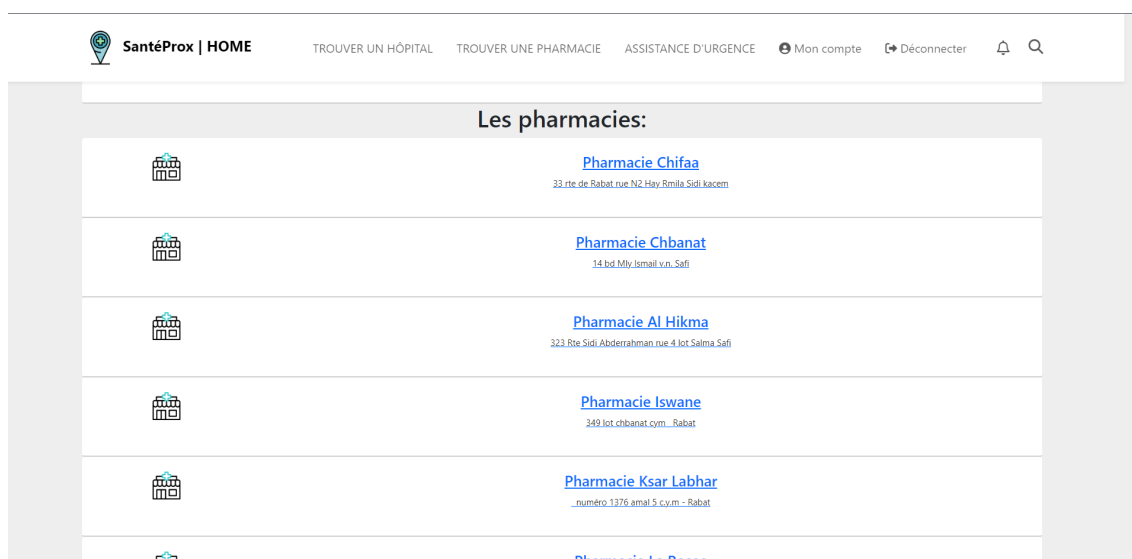 SantéProx | HOME TROUVER UN HÔPITAL TROUVER UNE PHARMACIE ASSISTANCE D'URGENCE Mon compte Déconnecter
Les pharmacies:
Pharmacie Chifaa
33 rte de Rabat rue N2 Hay Rmila Sidi kacem
Pharmacie Chbanat
14 bd Mly Ismail v.n. Safi
Pharmacie Al Hikma
323 Rte Sidi Abderrahman rue 4 lot Salma Safi
Pharmacie Iswane
349 lot chbanat cym Rabat
Pharmacie Ksar Labhar
numéro 1376 amal 5 c.y.m - Rabat
Pharmacie La